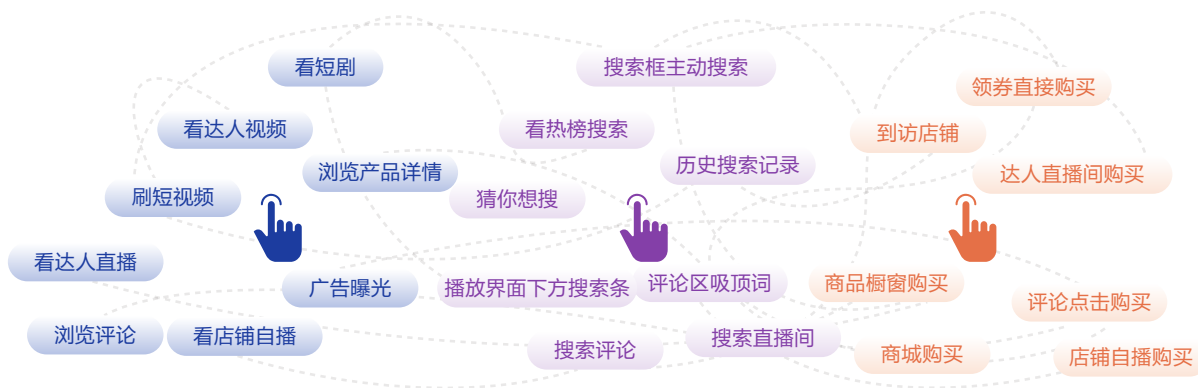 看短剧
看达人视频
浏览产品详情
刷短视频
看达人直播
广告曝光
浏览评论
看店铺自播
搜索框主动搜索
看热榜搜索
历史搜索记录
猜你想搜
播放界面下方搜索条
评论区吸顶词
搜索直播间
搜索评论
领券直接购买
到访店铺
达人直播间购买
商品橱窗购买
评论点击购买
商城购买
店铺自播购买